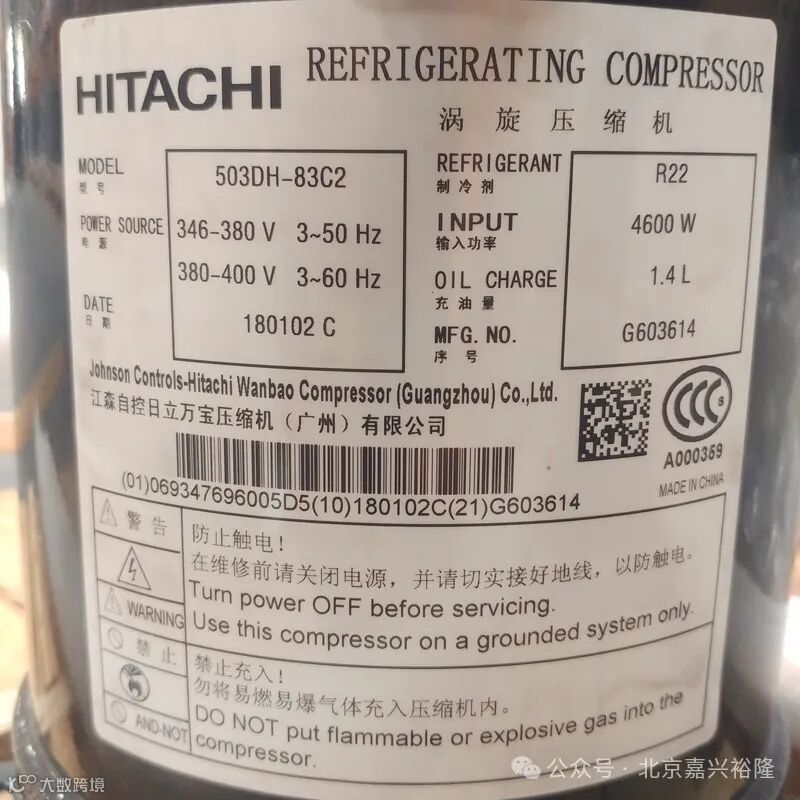 HITACHI REFRIGERATING COMPRESSOR
涡旋压缩机
MODEL 503DH-83C2
型号
POWER SOURCE 346-380 V 3~50 Hz
电源
380-400 V 3~60 Hz
DATE 180102 C
日期
REFRIGERANT R22
制冷剂
INPUT 4600 W
输入功率
OIL CHARGE 1.4 L
充油量
MFG.NO. G603614
序号
Johnson Controls-Hitachi Wanbao Compressor (Guangzhou) Co., Ltd.
江森自控日立万宝压缩机（广州）有限公司
CCC S
A000359
MADE IN CHINA
(01)069347696005D5(10)180102C(21)G603614
警告
WARNING
防止触电！
在维修前请关闭电源，并请切实接好地线，以防触电。
Turn power OFF before servicing.
Use this compressor on a grounded system only.
禁止
AND-NOT
禁止充入！
勿将易燃易爆气体充入压缩机内。
DO NOT put flammable or explosive gas into the
compressor.
大数跨境
公众号·北京嘉兴裕隆